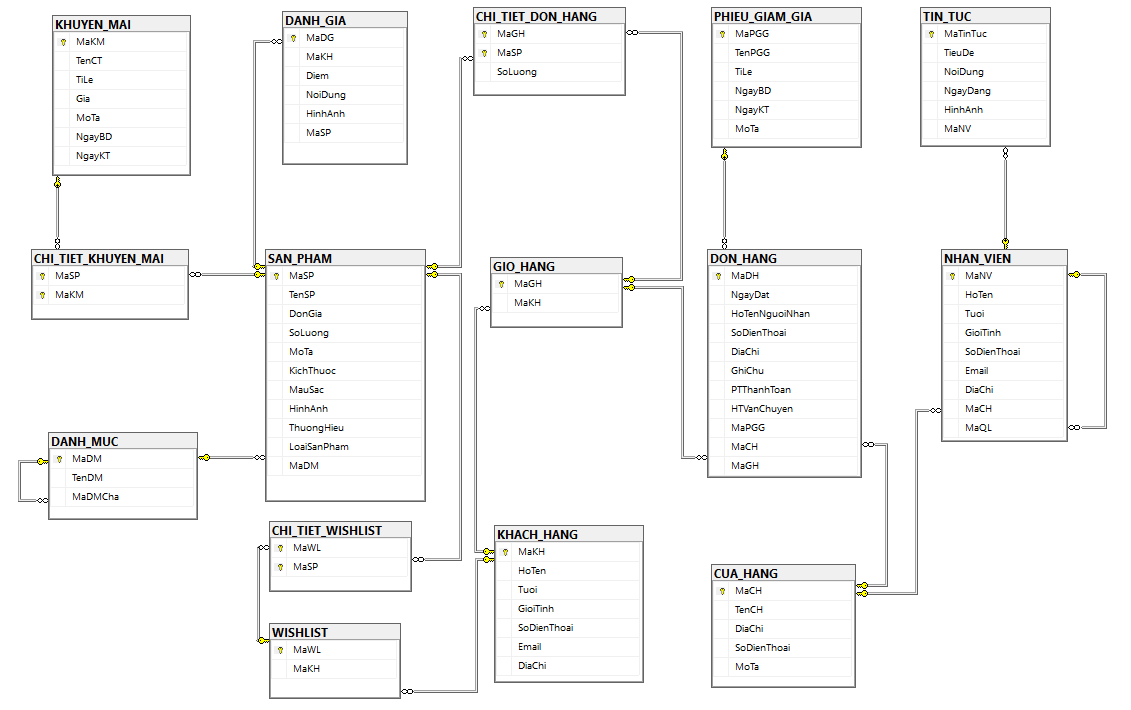 KHUYEN_MAI
MaKM
TenCT
TiLe
Gia
MoTa
NgayBD
NgayKT
DANH_GIA
MaDG
MaKH
Diem
NoiDung
HinhAnh
MaSP
CHI_TIET_DON_HANG
MaGH
MaSP
SoLuong
PHIEU_GIAM_GIA
MaPGG
TenPGG
TiLe
NgayBD
NgayKT
MoTa
TIN_TUC
MaTinTuc
TieuDe
NoiDung
NgayDang
HinhAnh
MaNV
CHI_TIET_KHUYEN_MAI
MaSP
MaKM
SAN_PHAM
MaSP
TenSP
DonGia
SoLuong
MoTa
KichThuoc
MauSac
HinhAnh
ThuongHieu
LoaiSanPham
MaDM
GIO_HANG
MaGH
MaKH
DON_HANG
MaDH
NgayDat
HoTenNguoiNhan
SoDienThoai
DiaChi
GhiChu
PTThanhToan
HTVanChuyen
MaPGG
MaCH
MaGH
NHAN_VIEN
MaNV
HoTen
Tuoi
GioiTinh
SoDienThoai
Email
DiaChi
MaCH
MaQL
DANH_MUC
MaDM
TenDM
MaDMCha
CHI_TIET_WISHLIST
MaWL
MaSP
WISHLIST
MaWL
MaKH
KHACH_HANG
MaKH
HoTen
Tuoi
GioiTinh
SoDienThoai
Email
DiaChi
CUA_HANG
MaCH
TenCH
DiaChi
SoDienThoai
MoTa